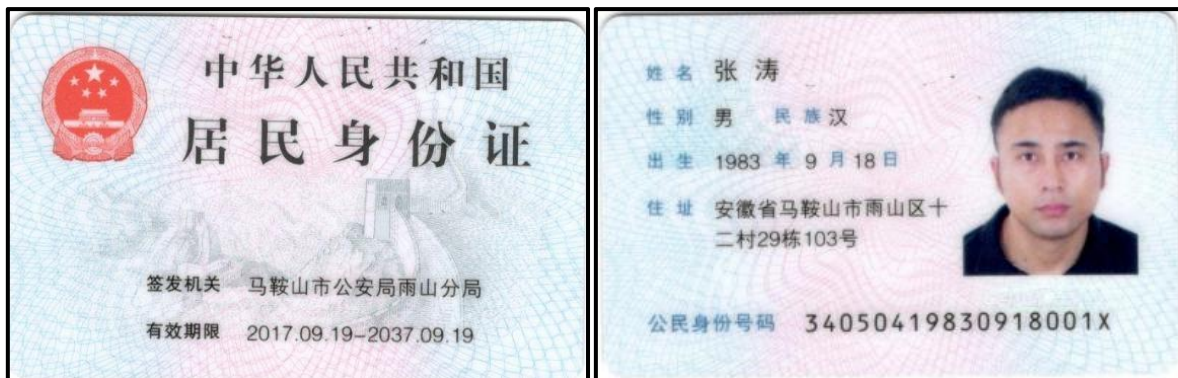 中华人民共和国
居民身份证
签发机关 马鞍山市公安局雨山分局
有效期限 2017.09.19-2037.09.19
姓名 张涛
性别 男 民族 汉
出生 1983 年 9 月 18 日
住址 安徽省马鞍山市雨山区十
二村29栋103号
公民身份号码 34050419830918001X